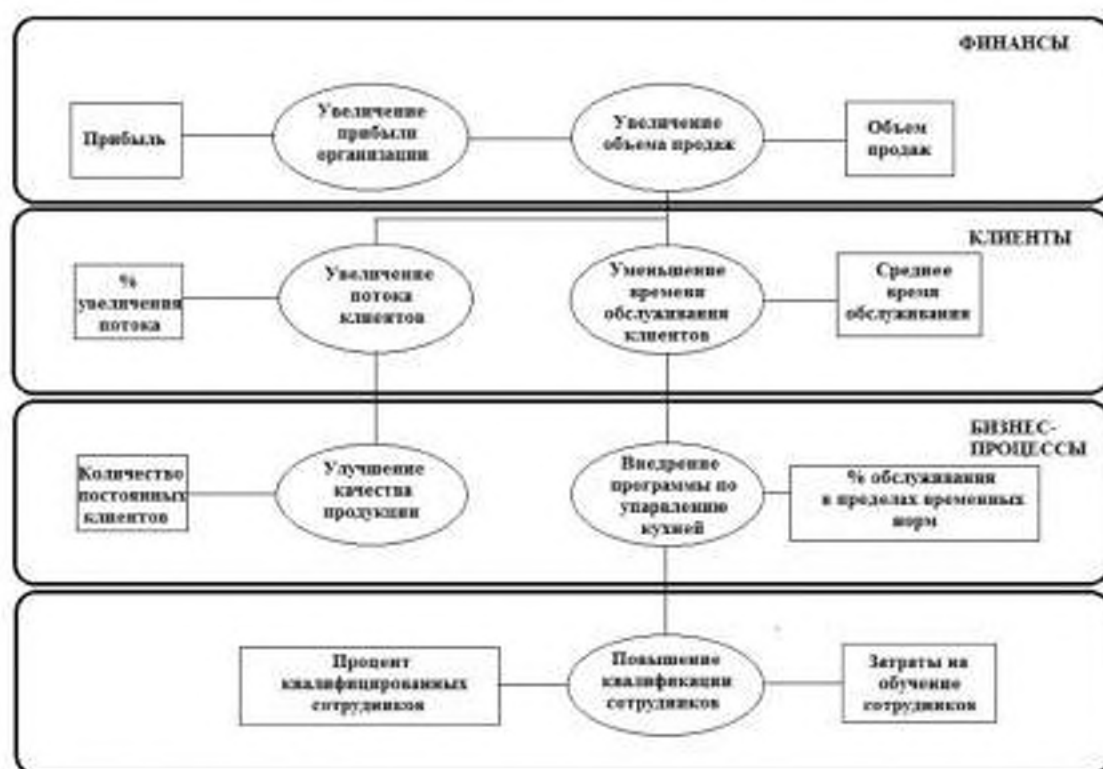 ФИНАНСЫ
Прибыль
Увеличение
прибыли
организации
Увеличение
объема продаж
Объем
продаж
КЛИЕНТЫ
%
увеличения
потока
Увеличение
потока
клиентов
Уменьшение
времени
обслуживания
клиентов
Среднее
время
обслуживания
БИЗНЕС-
ПРОЦЕССЫ
Количество
постоянных
клиентов
Улучшение
качества
продукции
Внедрение
программы по
упарвлению
кухней
% обслуживания
в пределах временных
норм
Процент
квалифицированных
сотрудников
Повышение
квалификации
сотрудников
Затраты на
обучение
сотрудников